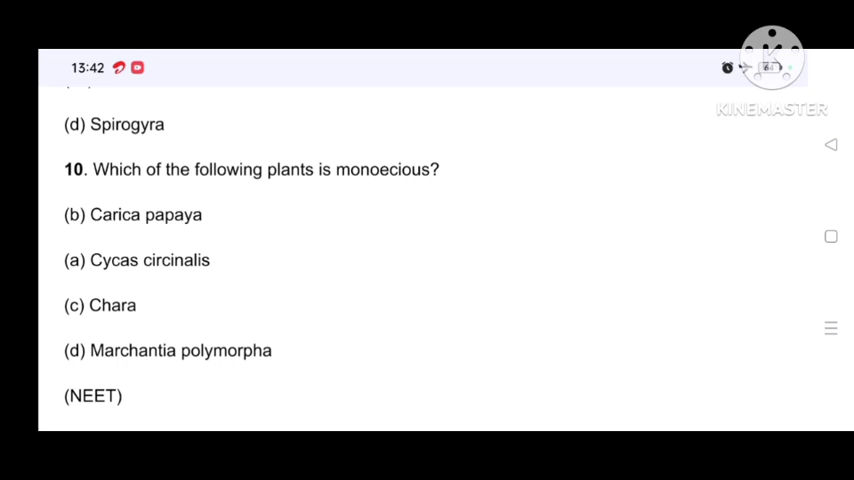 13:42
KINEMASTER
(d) Spirogyra
10. Which of the following plants is monoecious?
(b) Carica papaya
(a) Cycas circinalis
(c) Chara
(d) Marchantia polymorpha
(NEET)